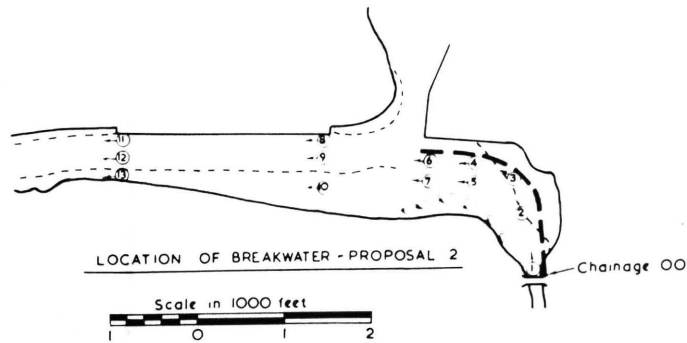 11 8
12 9 6 4
13 10 7 5 3
2
LOCATION OF BREAKWATER - PROPOSAL 2
Chainage 00
Scale in 1000 feet
1 0 1 2